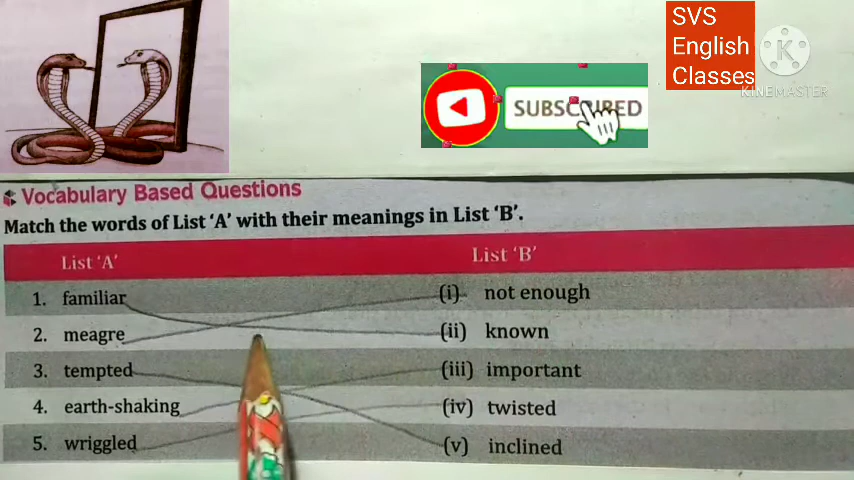 SVS
English
Classes
KINEMASTER
SUBSCRIBED
Vocabulary Based Questions
Match the words of List 'A' with their meanings in List 'B'.
List 'A' List 'B'
1. familiar (i) not enough
2. meagre (ii) known
3. tempted (iii) important
4. earth-shaking (iv) twisted
5. wriggled (v) inclined